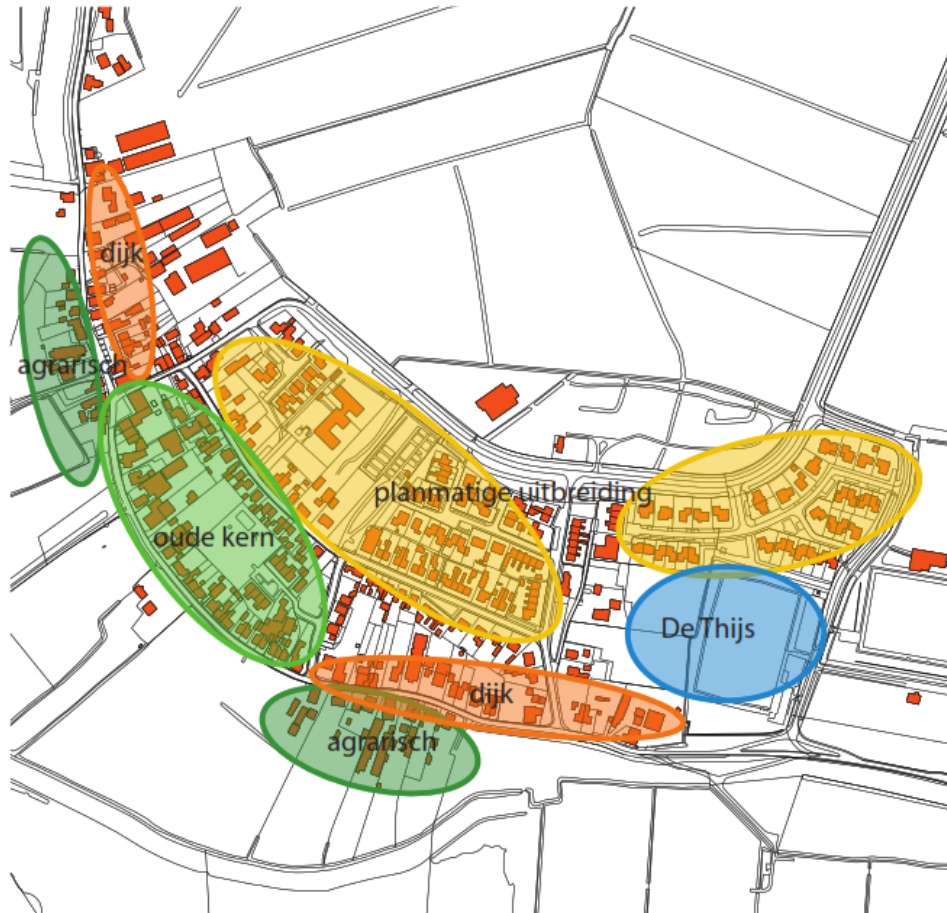 dijk
agrarisch
planmatige uitbreiding
oude kern
De Thijs
dijk
agrarisch